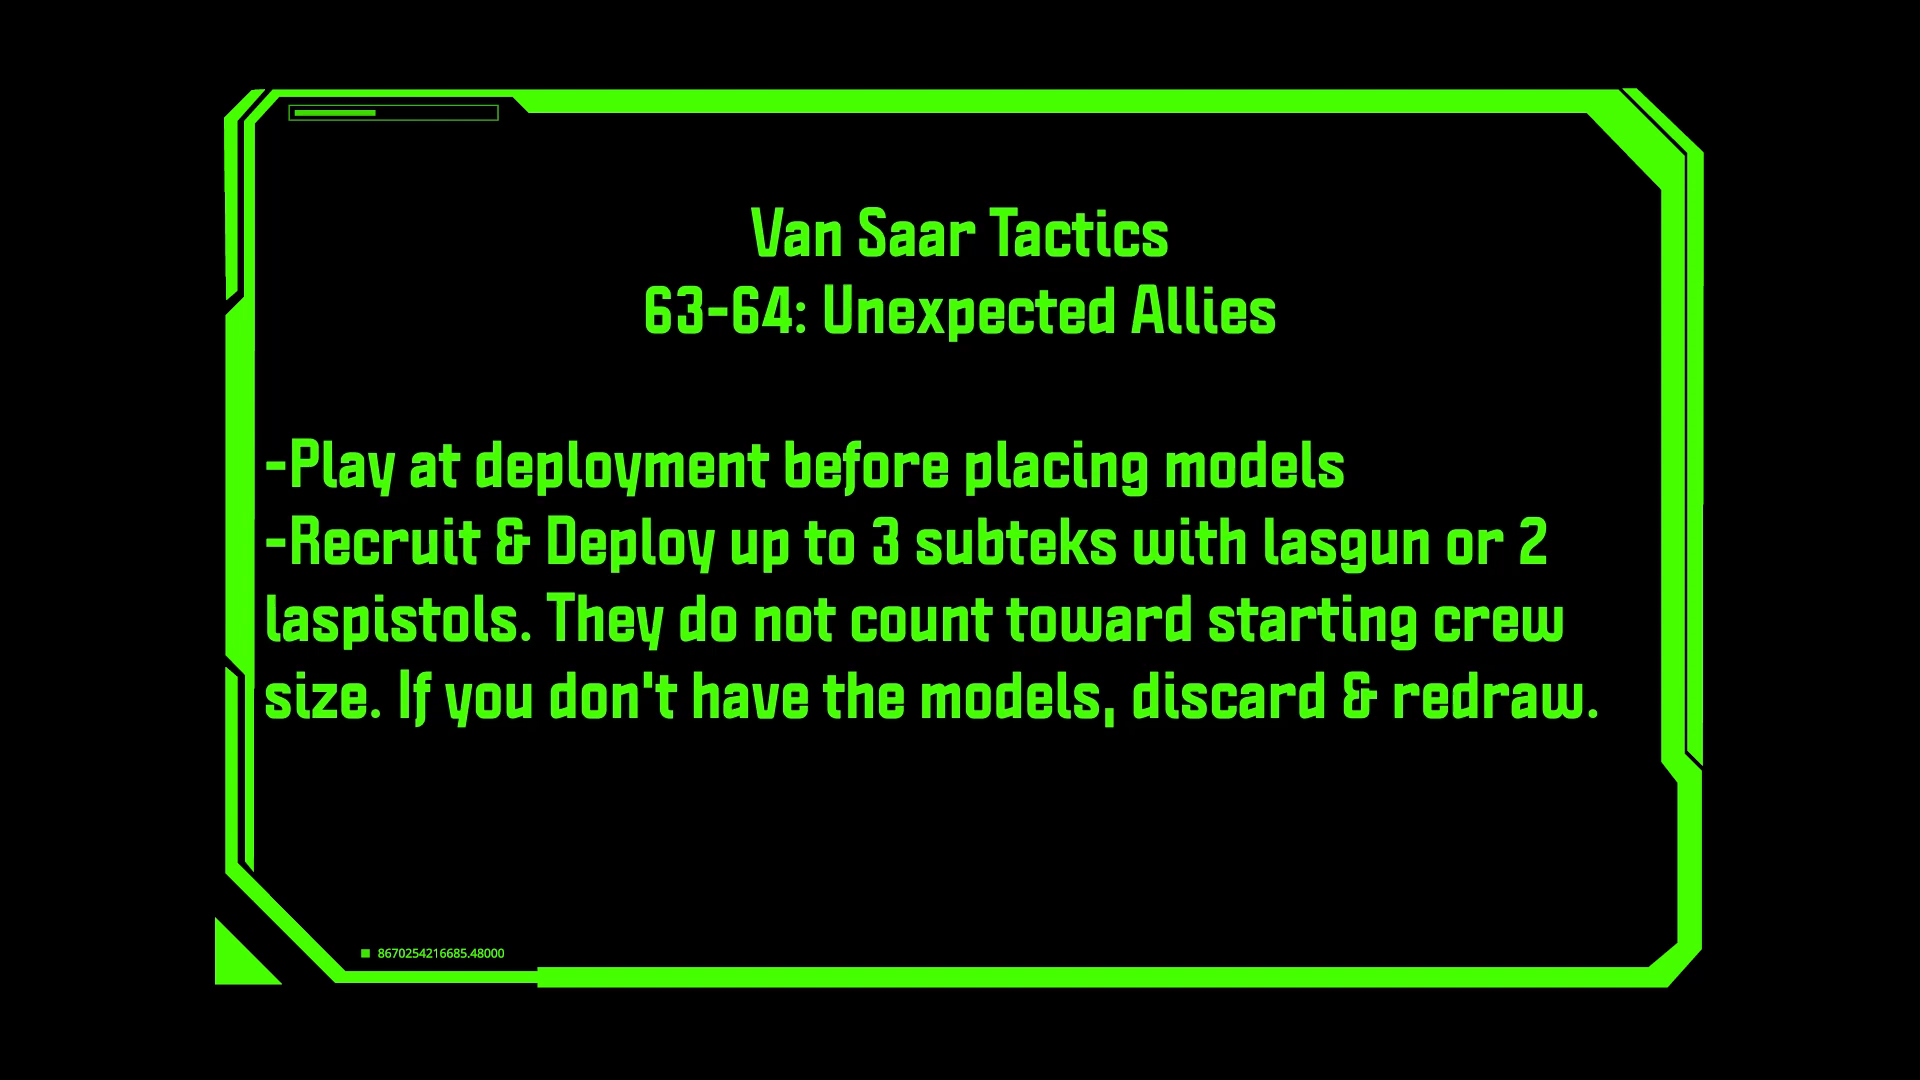 Van Saar Tactics
63-64: Unexpected Allies
-Play at deployment before placing models
-Recruit & Deploy up to 3 subteks with lasgun or 2
laspistols. They do not count toward starting crew
size. If you don't have the models, discard & redraw.
8670254216685.48000